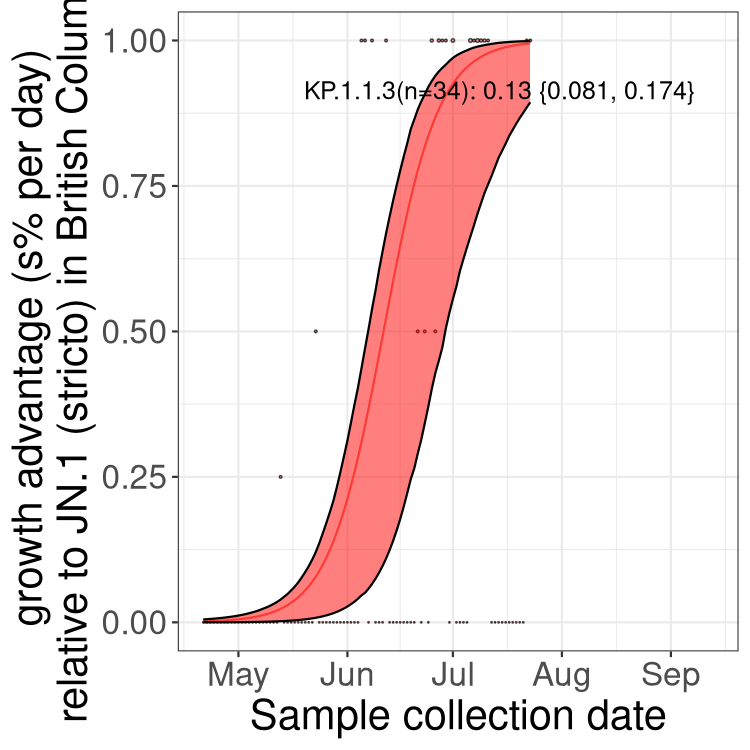 growth advantage (s% per day)
relative to JN.1 (stricto) in British Colum
1.00
0.75
0.50
0.25
0.00
KP.1.1.3(n=34): 0.13 {0.081, 0.174}
May Jun Jul Aug Sep
Sample collection date